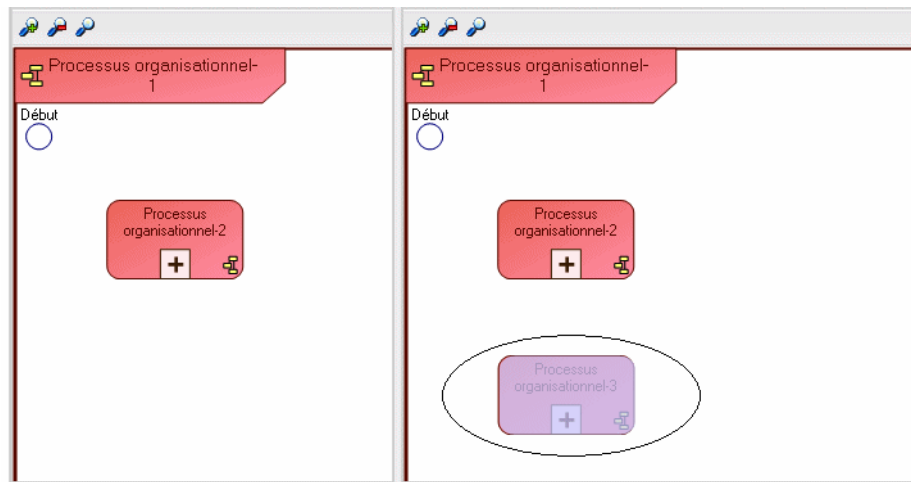 Processus organisationnel-
1
Début
Processus
organisationnel-2
Processus organisationnel-
1
Début
Processus
organisationnel-2
Processus
organisationnel-3